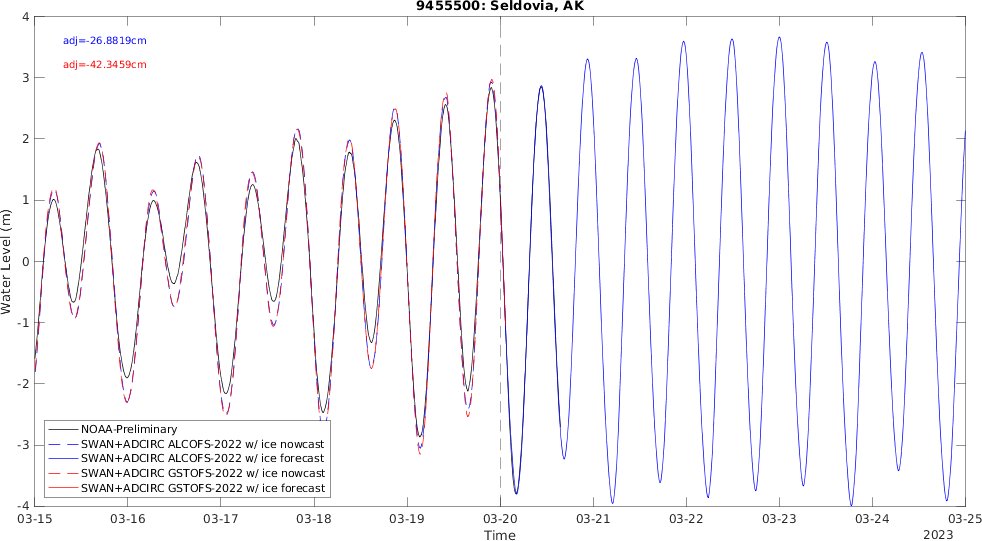 9455500: Seldovia, AK
adj=-26.8819cm
adj=-42.3459cm
4
3
2
1
0
-1
-2
-3
-4
Water Level (m)
NOAA-Preliminary
SWAN+ADCIRC ALCOFS-2022 w/ ice nowcast
SWAN+ADCIRC ALCOFS-2022 w/ ice forecast
SWAN+ADCIRC GSTOFS-2022 w/ ice nowcast
SWAN+ADCIRC GSTOFS-2022 w/ ice forecast
03-15 03-16 03-17 03-18 03-19 03-20 03-21 03-22 03-23 03-24 03-25
Time
2023